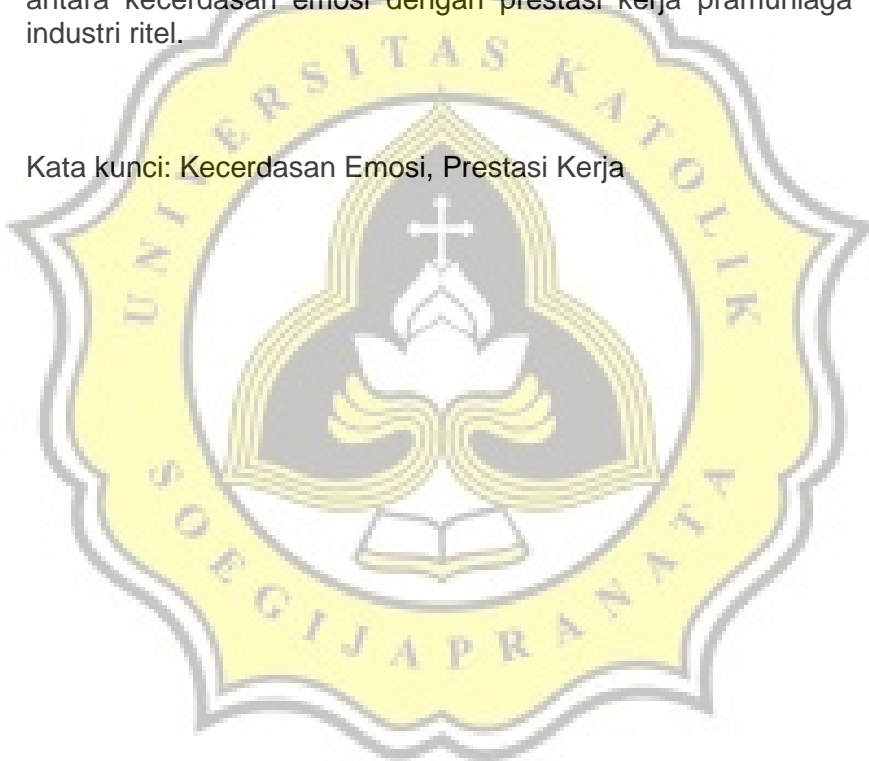 antara kecerdasan emosi dengan prestasi kerja pramuniaga
industri ritel.
UNIVERSITAS KATOLIK
Kata kunci: Kecerdasan Emosi, Prestasi Kerja
SOEGIJAPRANATA